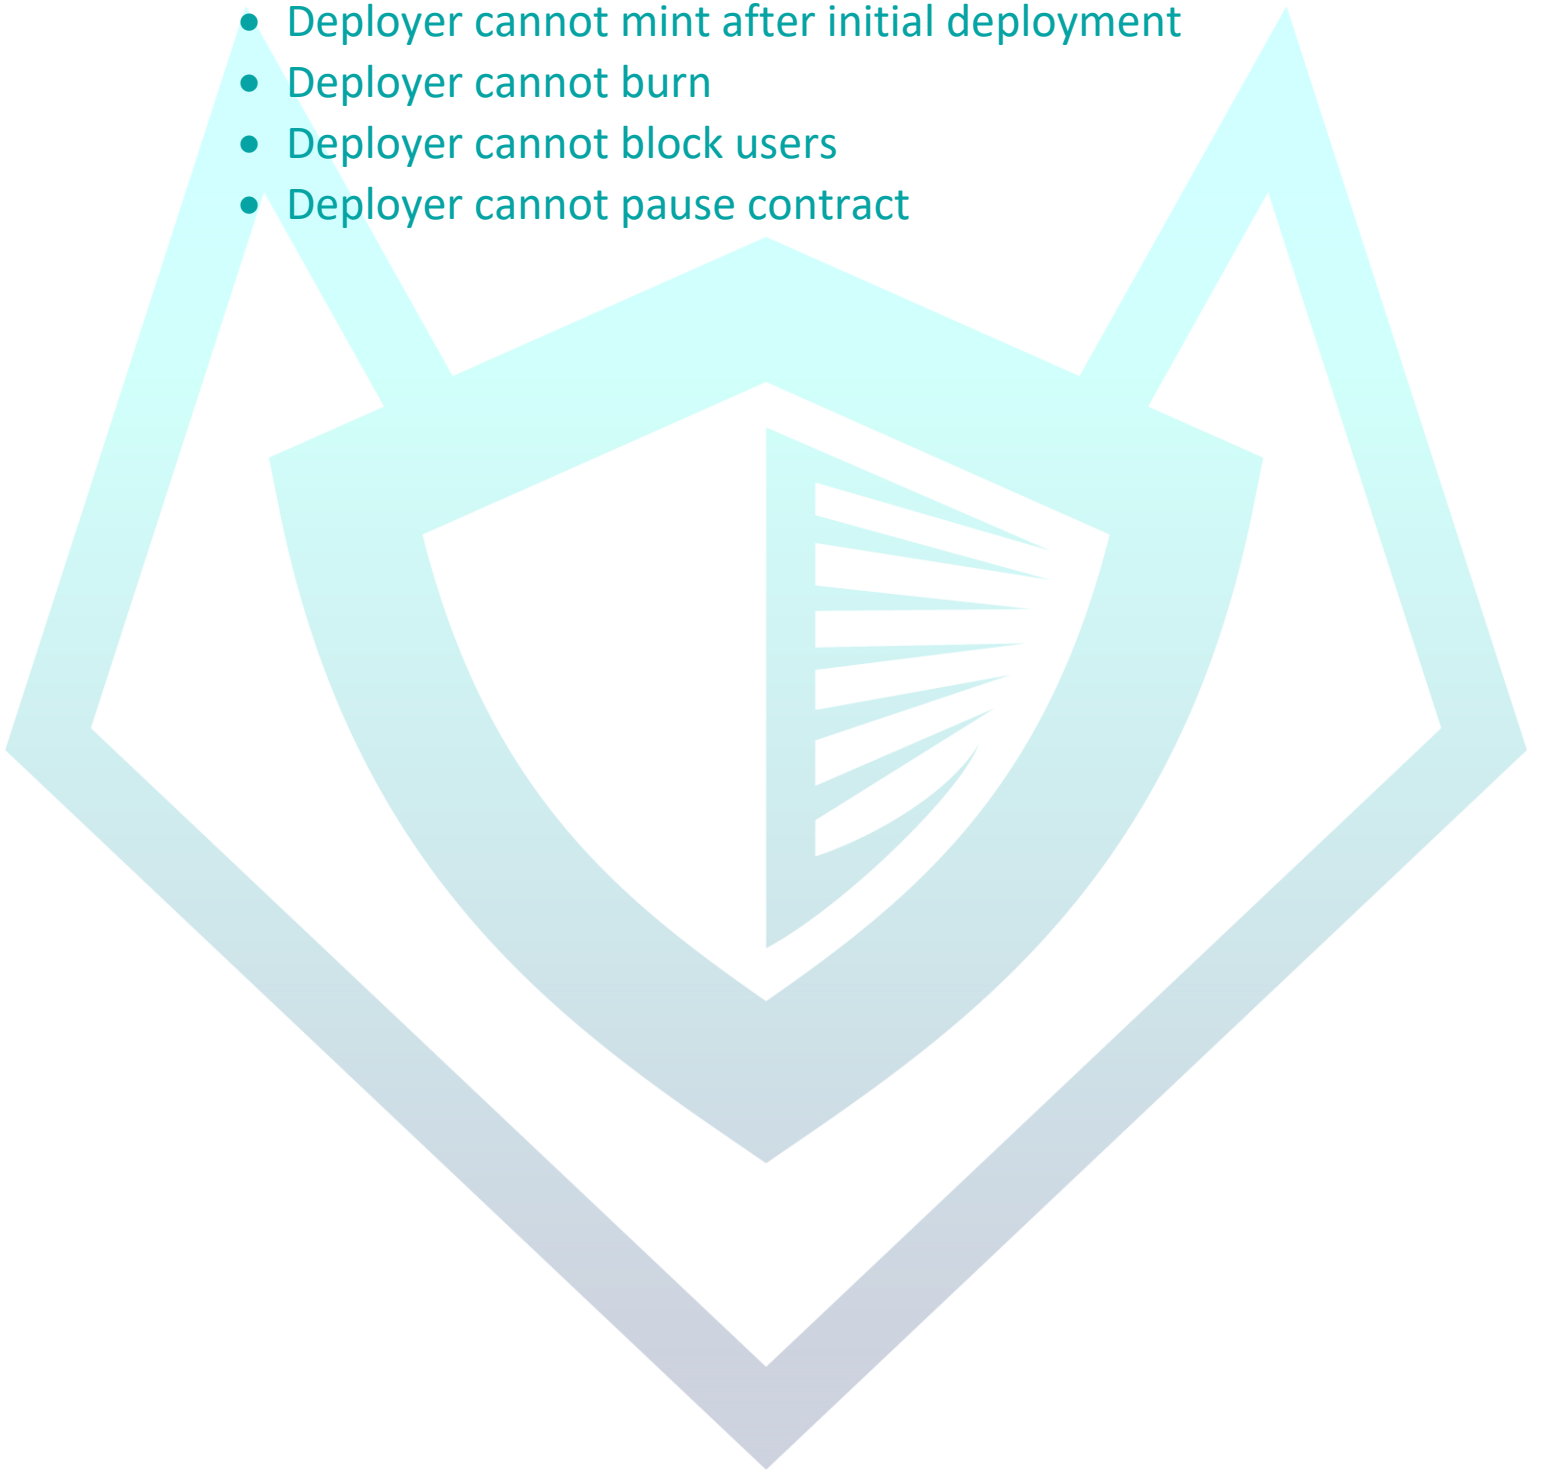 • Deployer cannot mint after initial deployment
• Deployer cannot burn
• Deployer cannot block users
• Deployer cannot pause contract